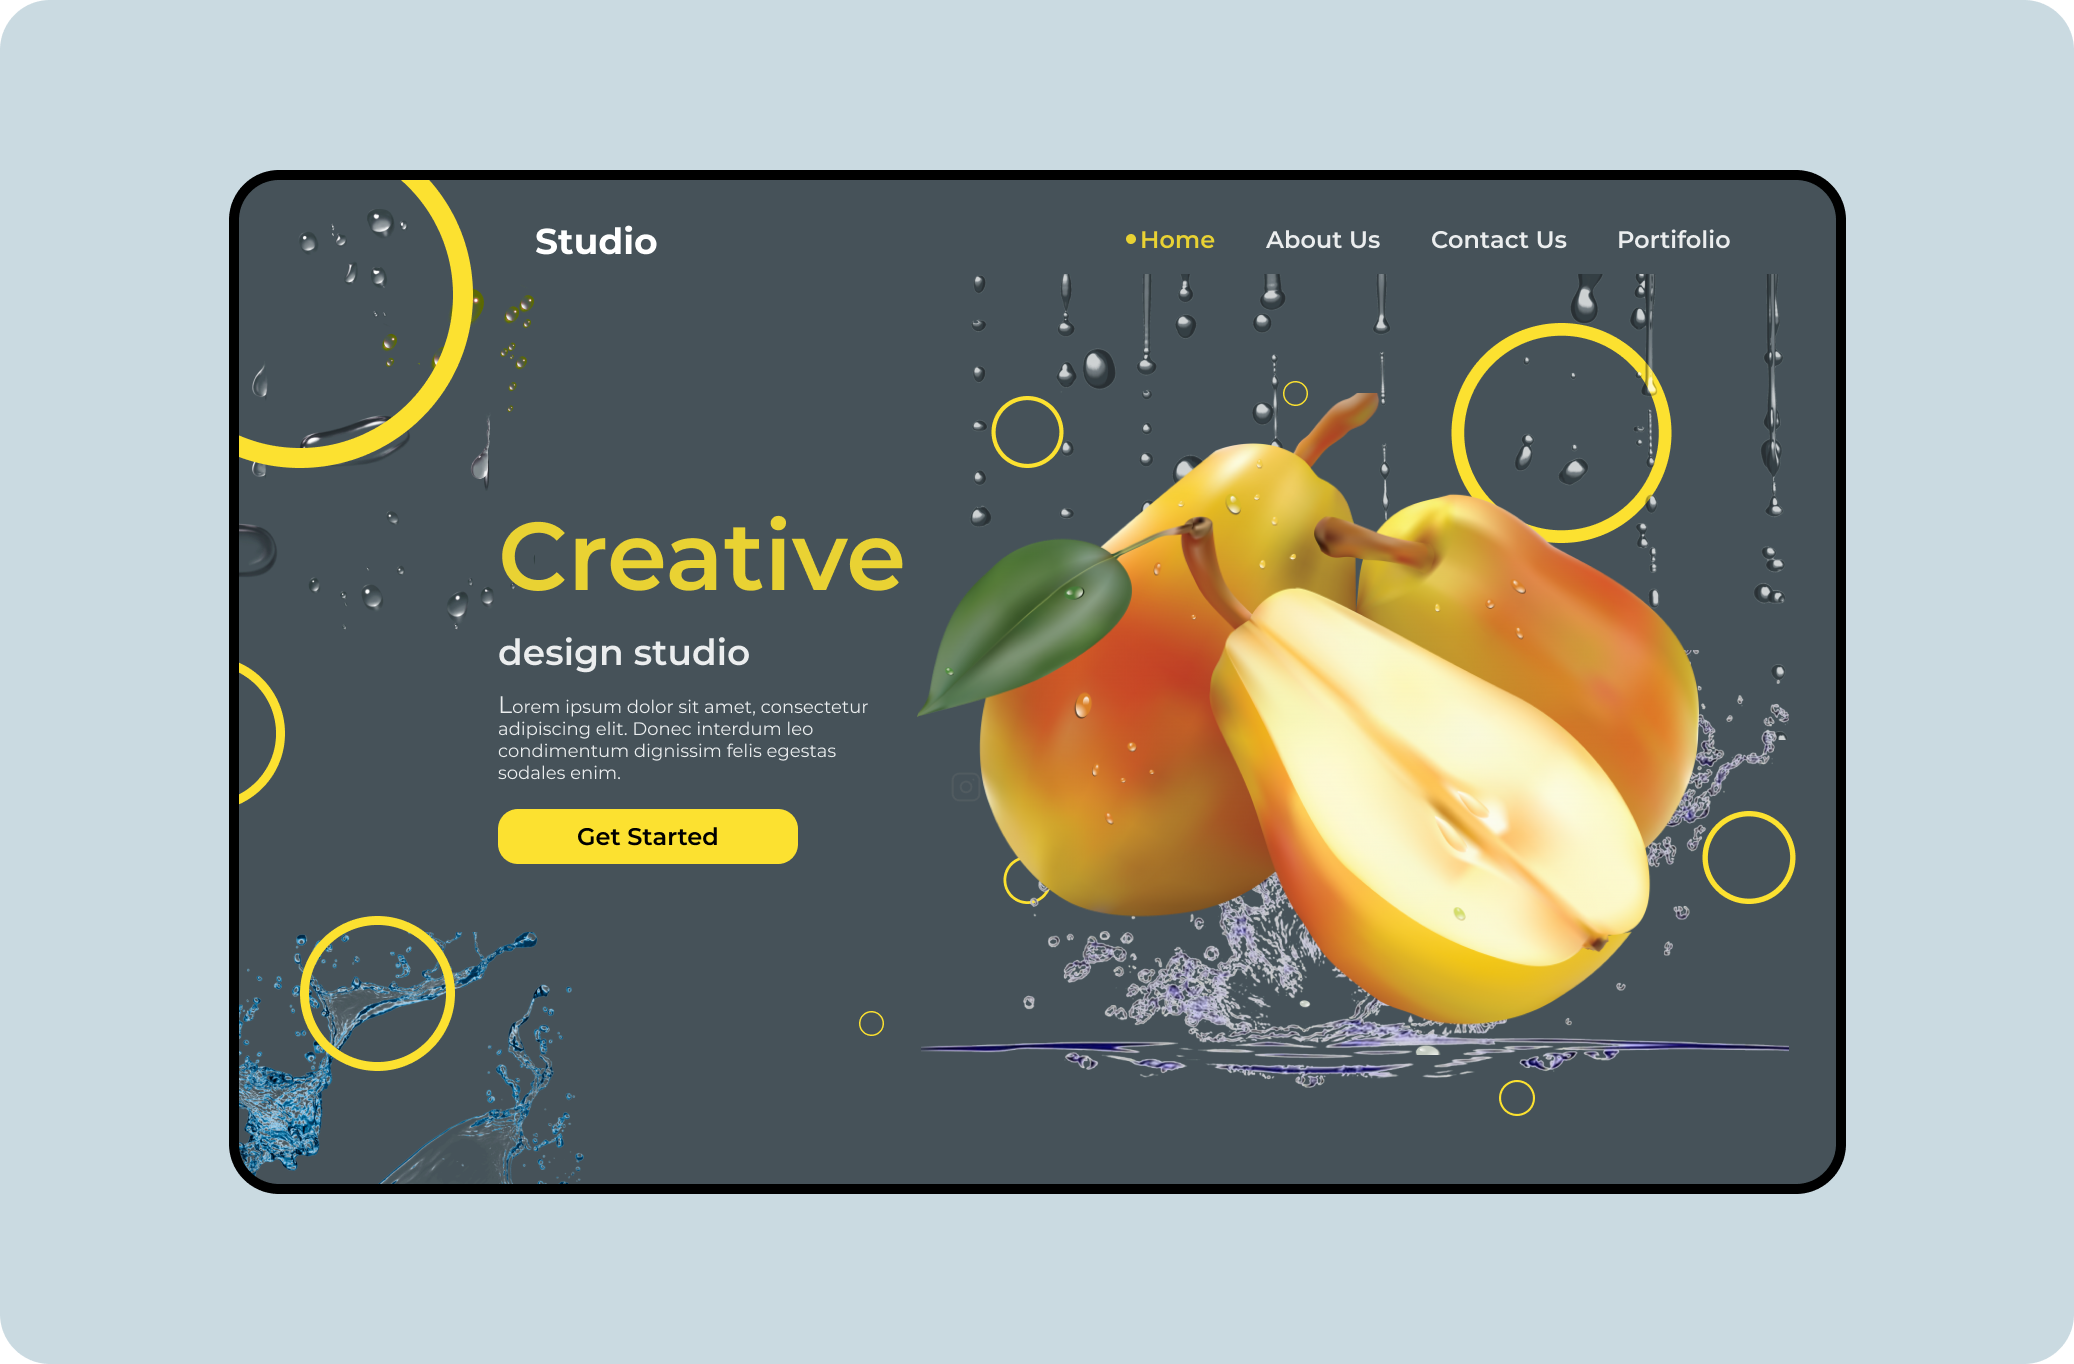 Studio
Home About Us Contact Us Portifolio
Creative
design studio
Lorem ipsum dolor sit amet, consectetur
adipiscing elit. Donec interdum leo
condimentum dignissim felis egestas
sodales enim.
Get Started